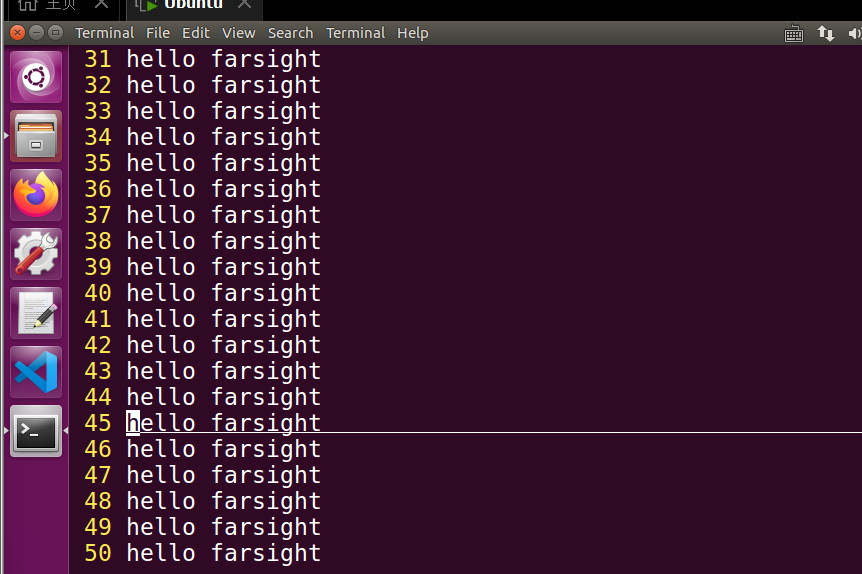 主页 Ubuntu
Terminal File Edit View Search Terminal Help
31 hello farsight
32 hello farsight
33 hello farsight
34 hello farsight
35 hello farsight
36 hello farsight
37 hello farsight
38 hello farsight
39 hello farsight
40 hello farsight
41 hello farsight
42 hello farsight
43 hello farsight
44 hello farsight
45 hello farsight
46 hello farsight
47 hello farsight
48 hello farsight
49 hello farsight
50 hello farsight